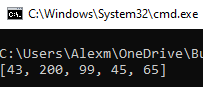 C:\Windows\System32\cmd.exe
C:\Users\Alexm\OneDrive\Bu
[43, 200, 99, 45, 65]